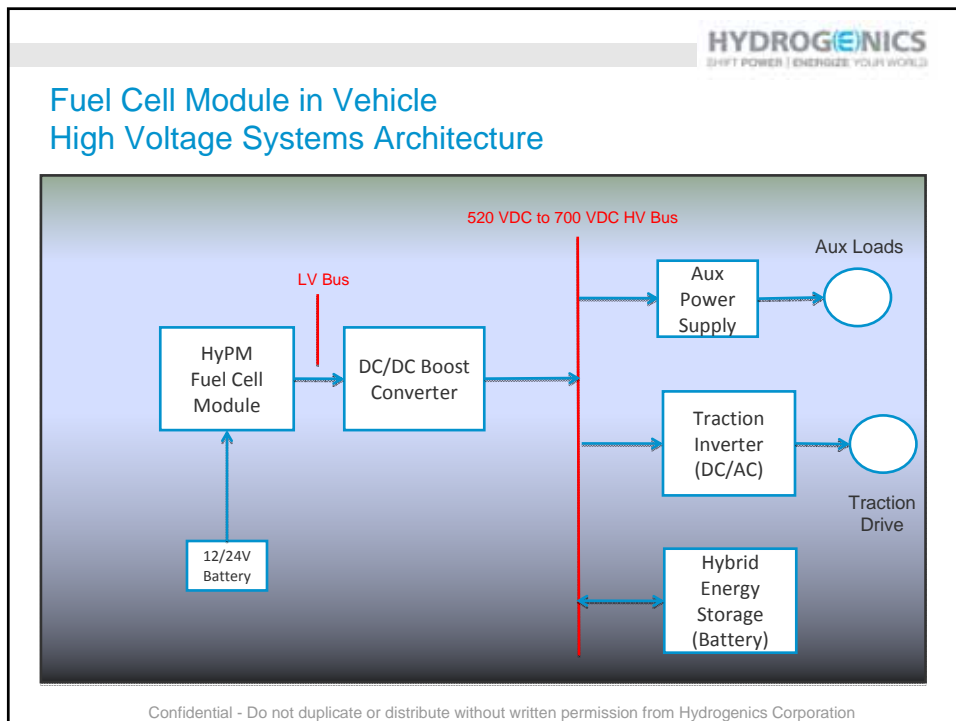 HYDROG(E)NICS
SHIFT POWER | ENERGIZE YOUR WORLD
Fuel Cell Module in Vehicle
High Voltage Systems Architecture
520 VDC to 700 VDC HV Bus
Aux Loads
LV Bus
Aux
Power
Supply
HyPM
Fuel Cell
Module
DC/DC Boost
Converter
Traction
Inverter
(DC/AC)
Traction
Drive
12/24V
Battery
Hybrid
Energy
Storage
(Battery)
Confidential - Do not duplicate or distribute without written permission from Hydrogenics Corporation